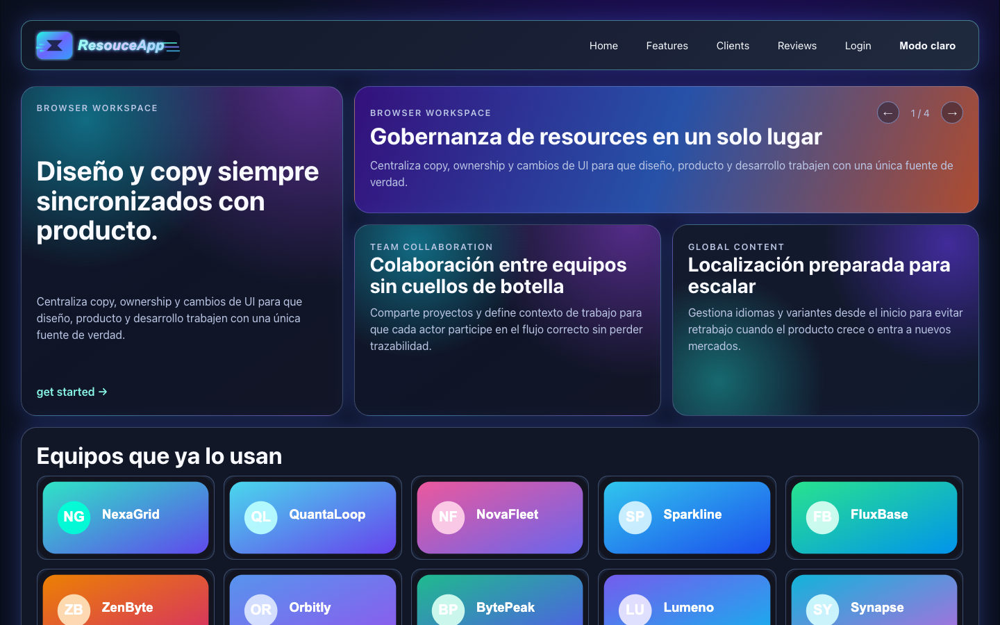 ResouceApp
Home
Features
Clients
Reviews
Login
Modo claro
BROWSER WORKSPACE
Diseño y copy siempre
sincronizados con
producto.
Centraliza copy, ownership y cambios de UI para que
diseño, producto y desarrollo trabajen con una única
fuente de verdad.
get started →
BROWSER WORKSPACE
← 1 / 4 →
Gobernanza de resources en un solo lugar
Centraliza copy, ownership y cambios de UI para que diseño, producto y desarrollo trabajen con una única fuente de
verdad.
TEAM COLLABORATION
Colaboración entre equipos
sin cuellos de botella
Comparte proyectos y define contexto de trabajo para
que cada actor participe en el flujo correcto sin perder
trazabilidad.
GLOBAL CONTENT
Localización preparada para
escalar
Gestiona idiomas y variantes desde el inicio para evitar
retrabajo cuando el producto crece o entra a nuevos
mercados.
Equipos que ya lo usan
NG NexaGrid
QL QuantaLoop
NF NovaFleet
SP Sparkline
FB FluxBase
ZB ZenByte
OR Orbitly
BP BytePeak
LU Lumeno
SY Synapse